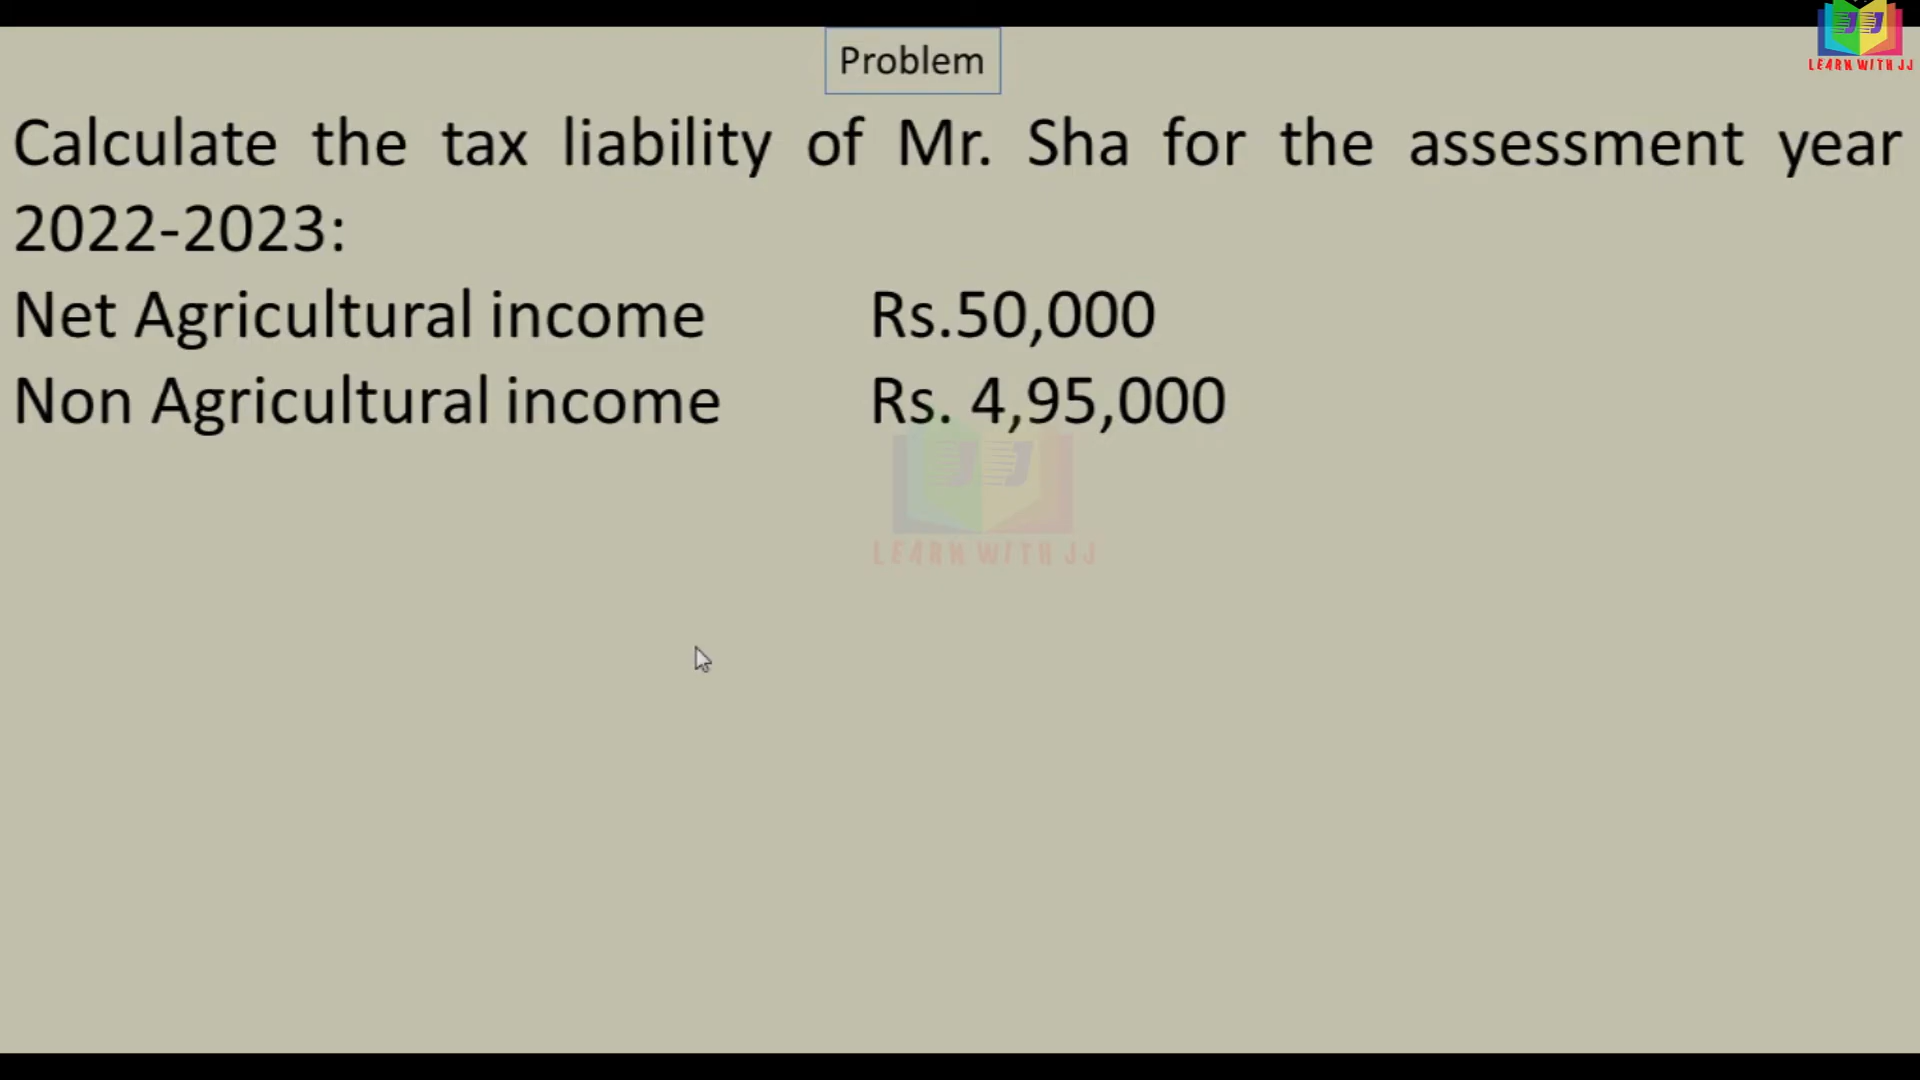 LEARN WITH JJ
Problem
Calculate the tax liability of Mr. Sha for the assessment year
2022-2023:
Net Agricultural income Rs.50,000
Non Agricultural income Rs. 4,95,000
LEARN WITH JJ